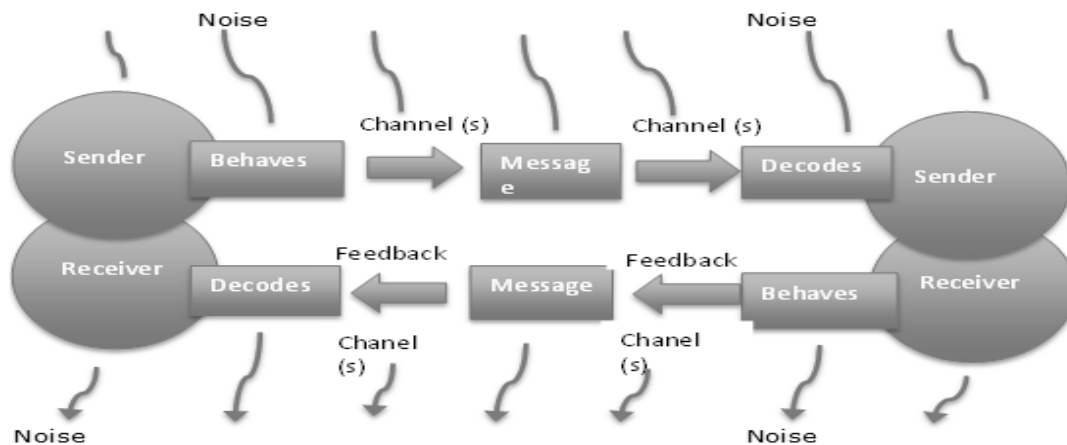 Noise
Noise
Channel (s)
Channel (s)
Sender
Behaves
Messag
e
Decodes
Sender
Receiver
Decodes
Feedback
Message
Feedback
Behaves
Receiver
Chanel
(s)
Chanel
(s)
Noise
Noise